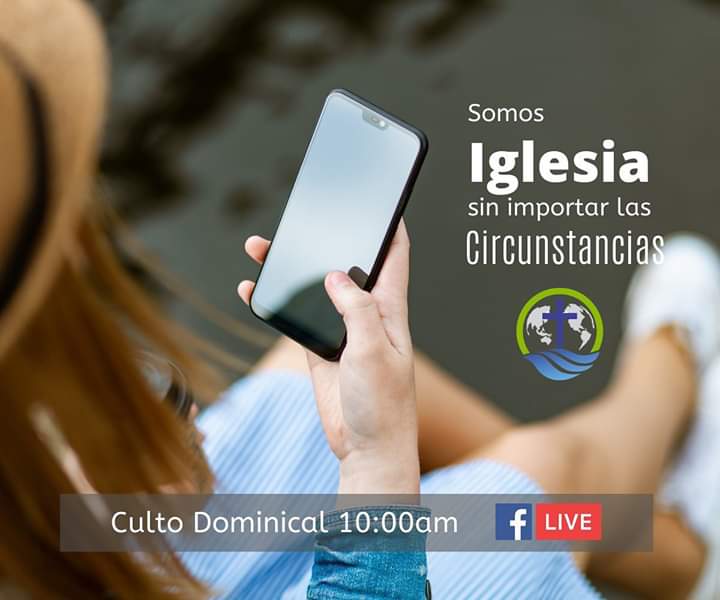 Somos
Iglesia
sin importar las
Circunstancias
Culto Dominical 10:00am f LIVE